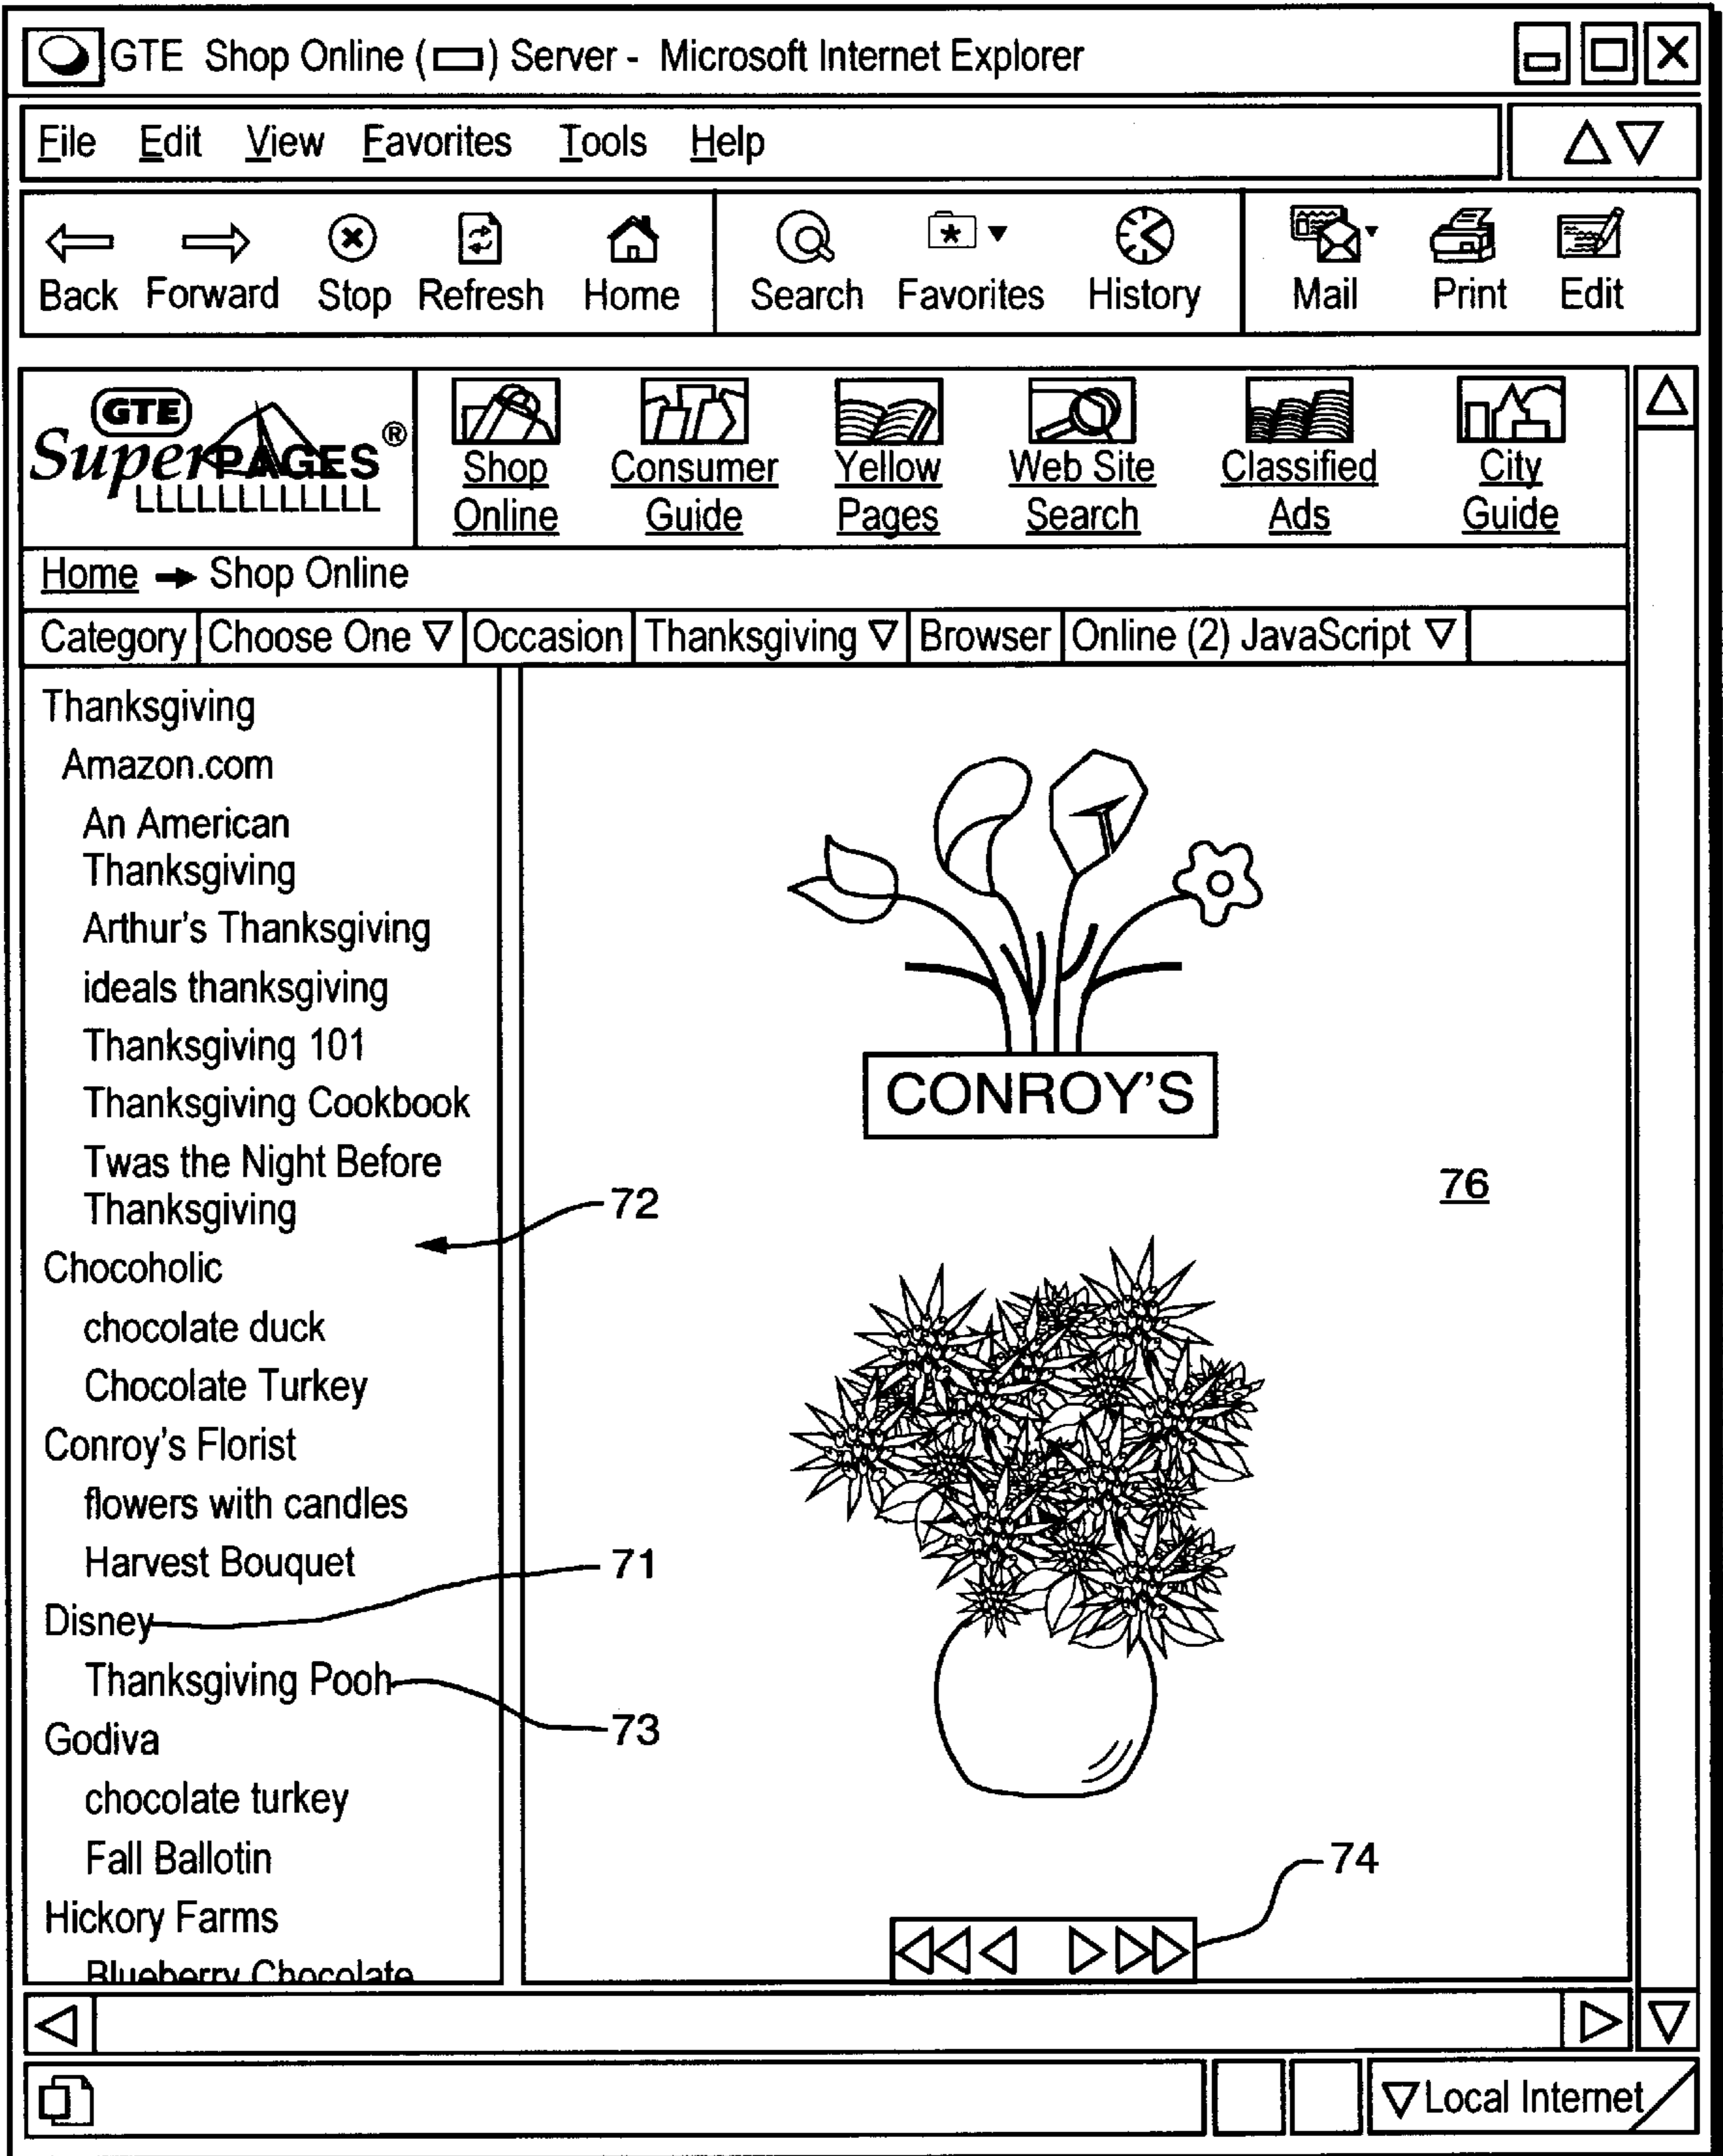 GTE Shop Online ( ) Server - Microsoft Internet Explorer
File Edit View Favorites Tools Help
Back Forward Stop Refresh Home Search Favorites History Mail Print Edit
GTE
SuperPAGES®
LLLLLLLLLLLL
Shop Online
Consumer Guide
Yellow Pages
Web Site Search
Classified Ads
City Guide
Home → Shop Online
Category Choose One ▽ Occasion Thanksgiving ▽ Browser Online (2) JavaScript ▽
Thanksgiving
Amazon.com
An American
Thanksgiving
Arthur's Thanksgiving
ideals thanksgiving
Thanksgiving 101
Thanksgiving Cookbook
Twas the Night Before
Thanksgiving
Chocoholic
chocolate duck
Chocolate Turkey
Conroy's Florist
flowers with candles
Harvest Bouquet
Disney
Thanksgiving Pooh
Godiva
chocolate turkey
Fall Ballotin
Hickory Farms
Blueberry Chocolate
CONROY'S
76
72
71
73
74
▽ Local Internet